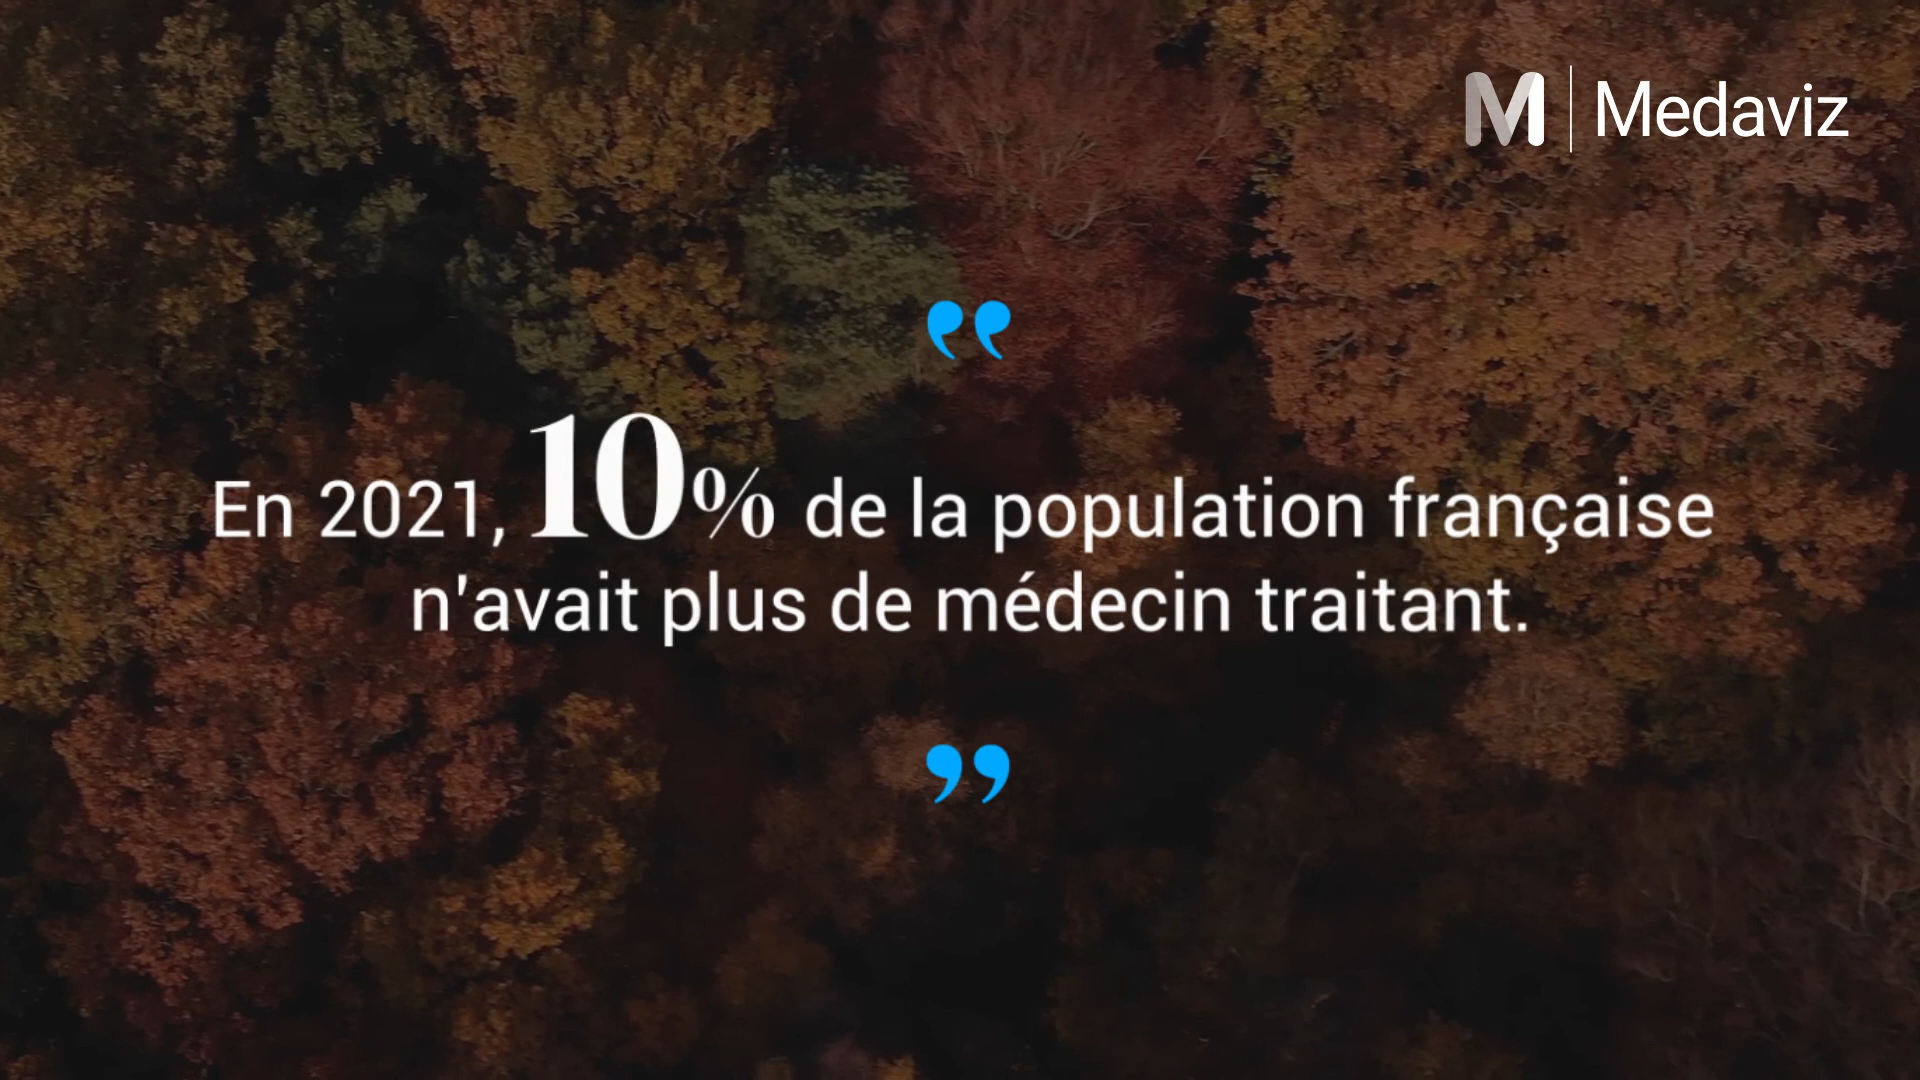 M | Medaviz
“
En 2021, 10% de la population française
n'avait plus de médecin traitant.
”